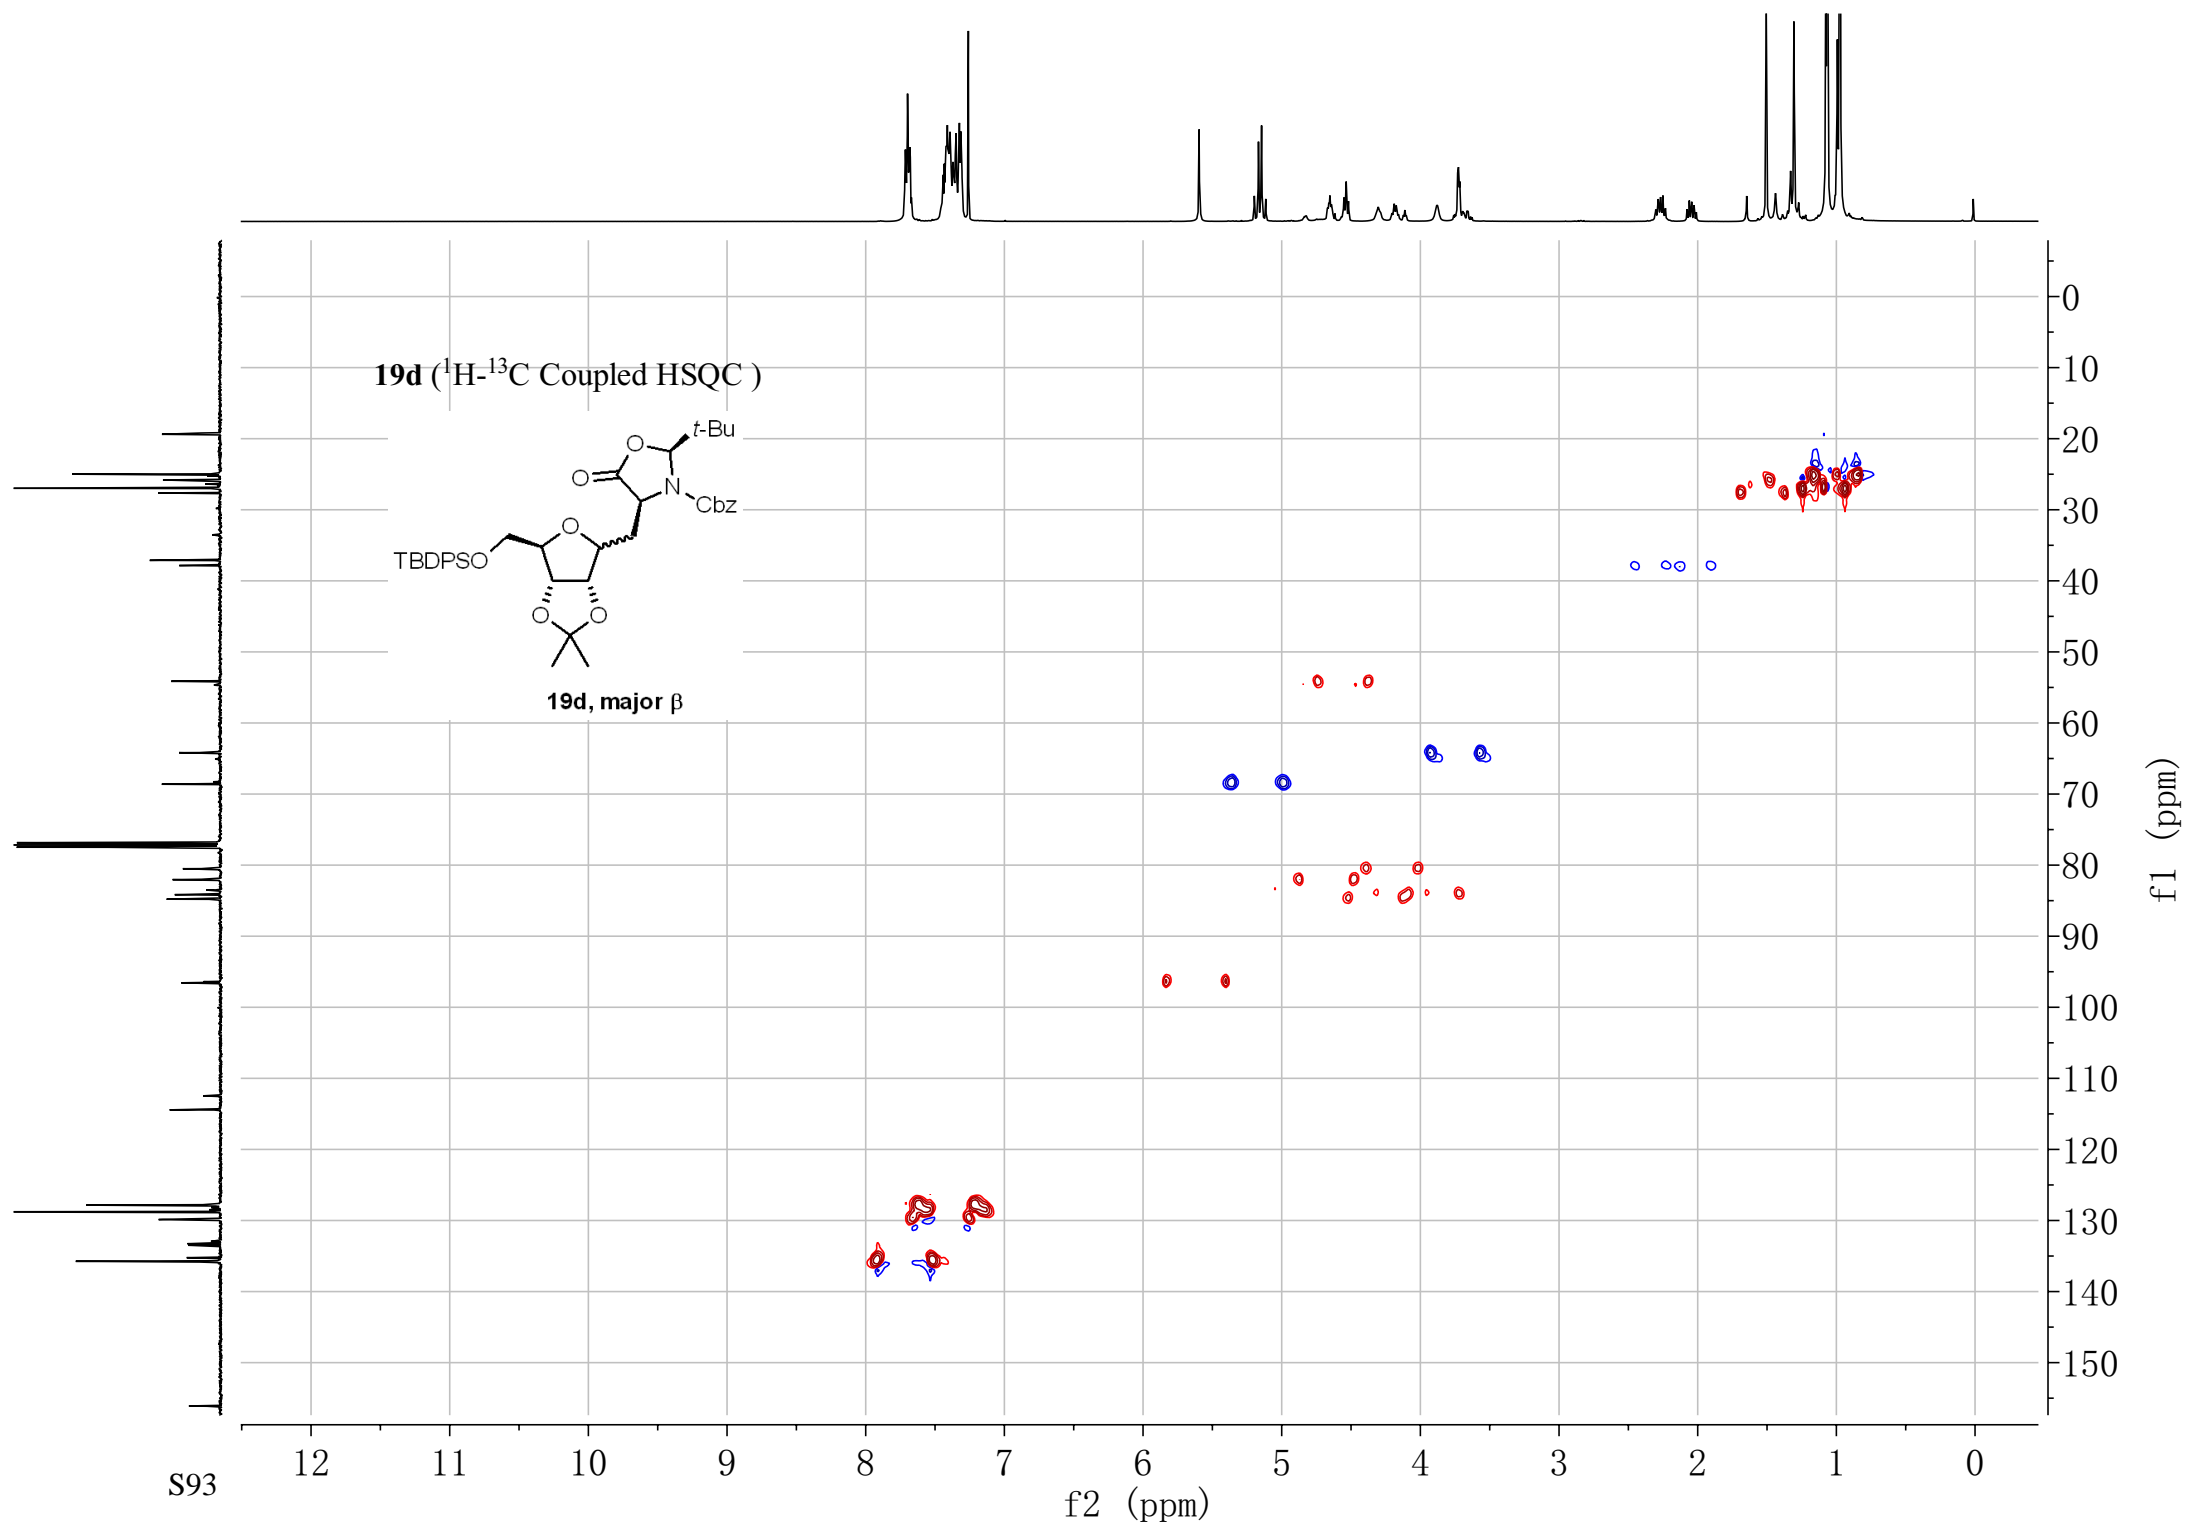 19d (¹H-¹³C Coupled HSQC )
t-Bu
O
O
N
Cbz
O
TBDPSO
O
O
19d, major β
0
10
20
30
40
50
60
70
80
90
100
110
120
130
140
150
f1 (ppm)
12 11 10 9 8 7 6 5 4 3 2 1 0
f2 (ppm)
S93